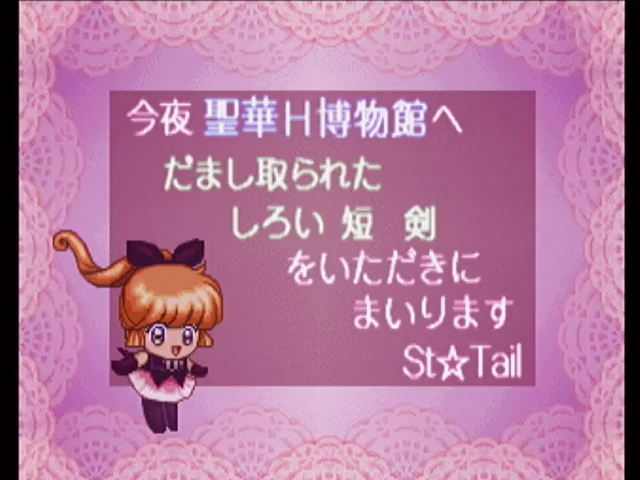 今夜 聖華H博物館へ
だまし取られた
しろい 短 剣
をいただきに
まいります
St☆Tail